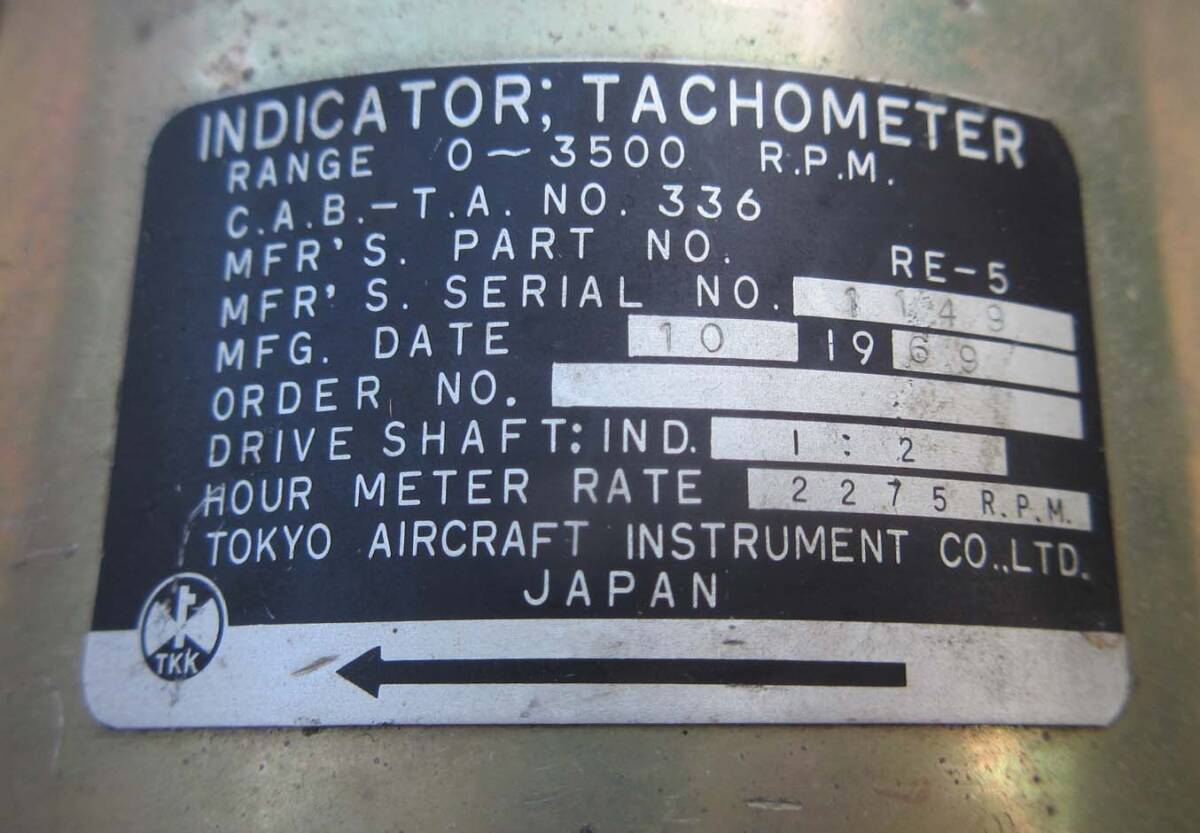 INDICATOR; TACHOMETER
RANGE 0~3500 R.P.M.
C.A.B.-T.A. NO. 336
MFR'S. PART NO. RE-5
MFR'S. SERIAL NO. 1149
MFG. DATE 10 1969
ORDER NO.
DRIVE SHAFT: IND. 1:2
HOUR METER RATE 2275 R.P.M.
TOKYO AIRCRAFT INSTRUMENT CO.,LTD.
JAPAN
TKK